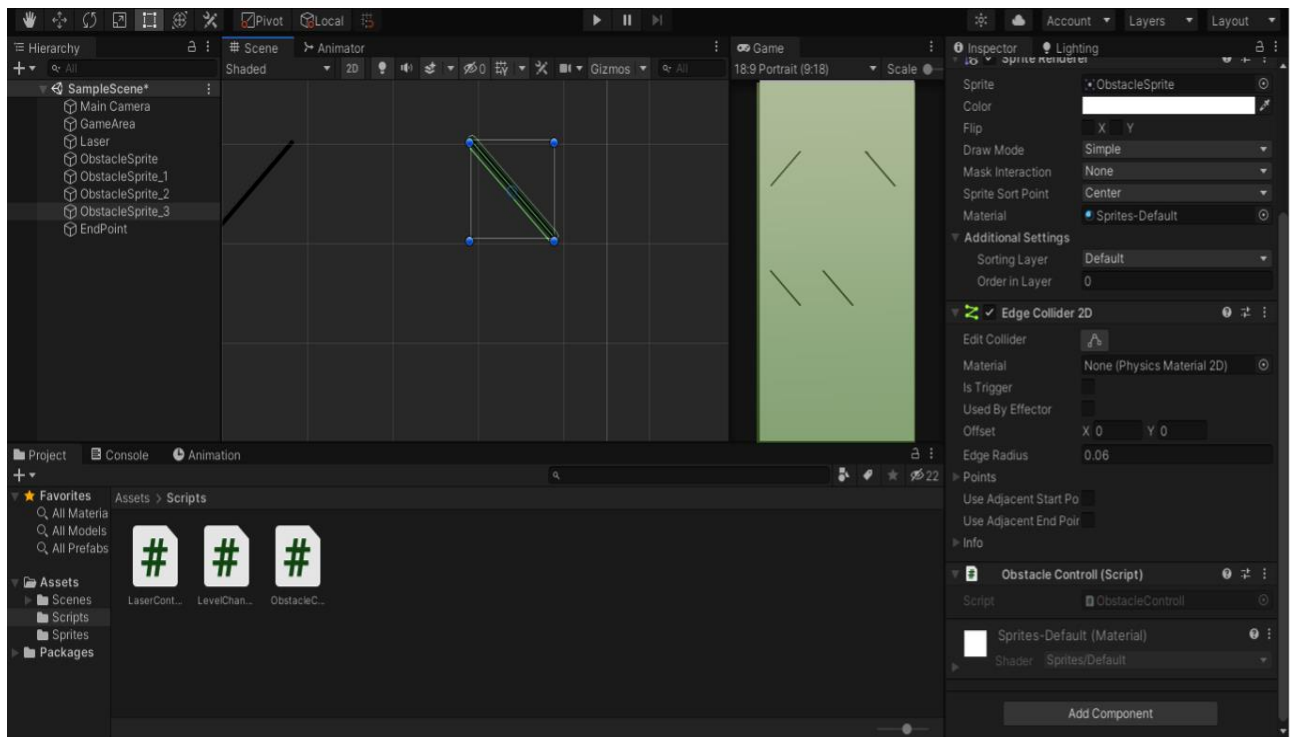 Pivot Local Account Layers Layout
Hierarchy
All
SampleScene*
Main Camera
GameArea
Laser
ObstacleSprite
ObstacleSprite_1
ObstacleSprite_2
ObstacleSprite_3
EndPoint
Scene Animator
Shaded 2D 0 Gizmos All
Game
18:9 Portrait (9:18) Scale
Inspector Lighting
Sprite Renderer
Sprite ObstacleSprite
Color
Flip X Y
Draw Mode Simple
Mask Interaction None
Sprite Sort Point Center
Material Sprites-Default
Additional Settings
Sorting Layer Default
Order in Layer 0
Edge Collider 2D
Edit Collider
Material None (Physics Material 2D)
Is Trigger
Used By Effector
Offset X 0 Y 0
Edge Radius 0.06
Points
Use Adjacent Start Po
Use Adjacent End Poir
Info
Obstacle Controll (Script)
Script ObstacleControll
Sprites-Default (Material)
Shader Sprites/Default
Add Component
Project Console Animation
22
Favorites
All Materia
All Models
All Prefabs
Assets
Scenes
Scripts
Sprites
Packages
Assets > Scripts
LaserCont... LevelChan... ObstacleC...